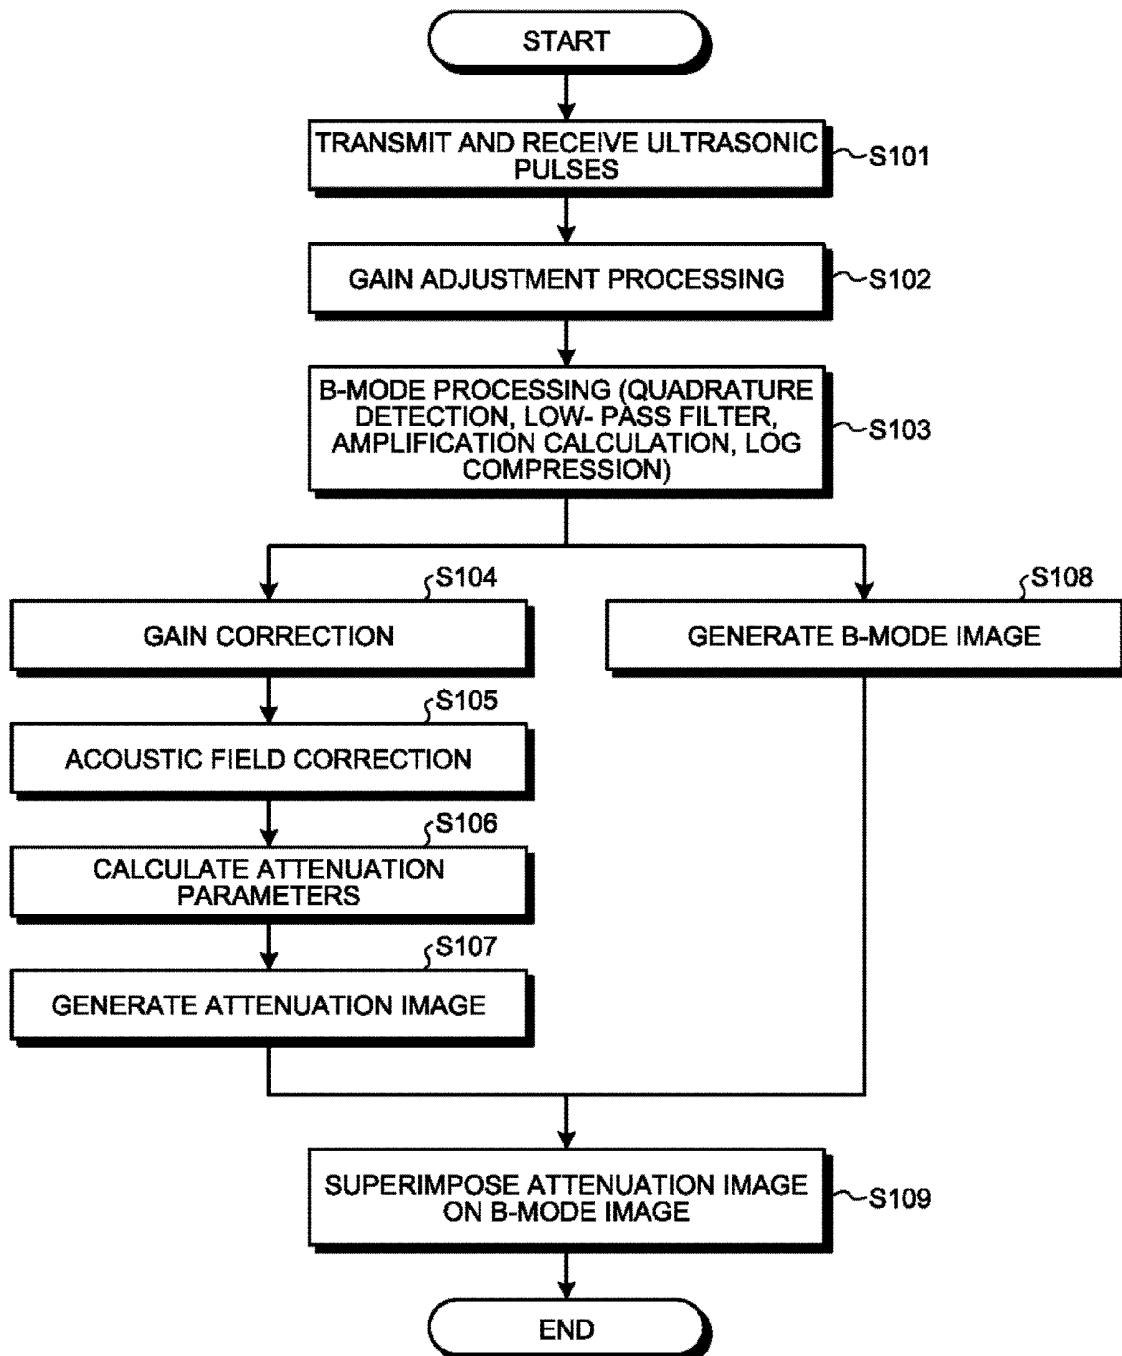 START
TRANSMIT AND RECEIVE ULTRASONIC
PULSES
S101
GAIN ADJUSTMENT PROCESSING
S102
B-MODE PROCESSING (QUADRATURE
DETECTION, LOW- PASS FILTER,
AMPLIFICATION CALCULATION, LOG
COMPRESSION)
S103
S104
GAIN CORRECTION
S108
GENERATE B-MODE IMAGE
S105
ACOUSTIC FIELD CORRECTION
S106
CALCULATE ATTENUATION
PARAMETERS
S107
GENERATE ATTENUATION IMAGE
SUPERIMPOSE ATTENUATION IMAGE
ON B-MODE IMAGE
S109
END